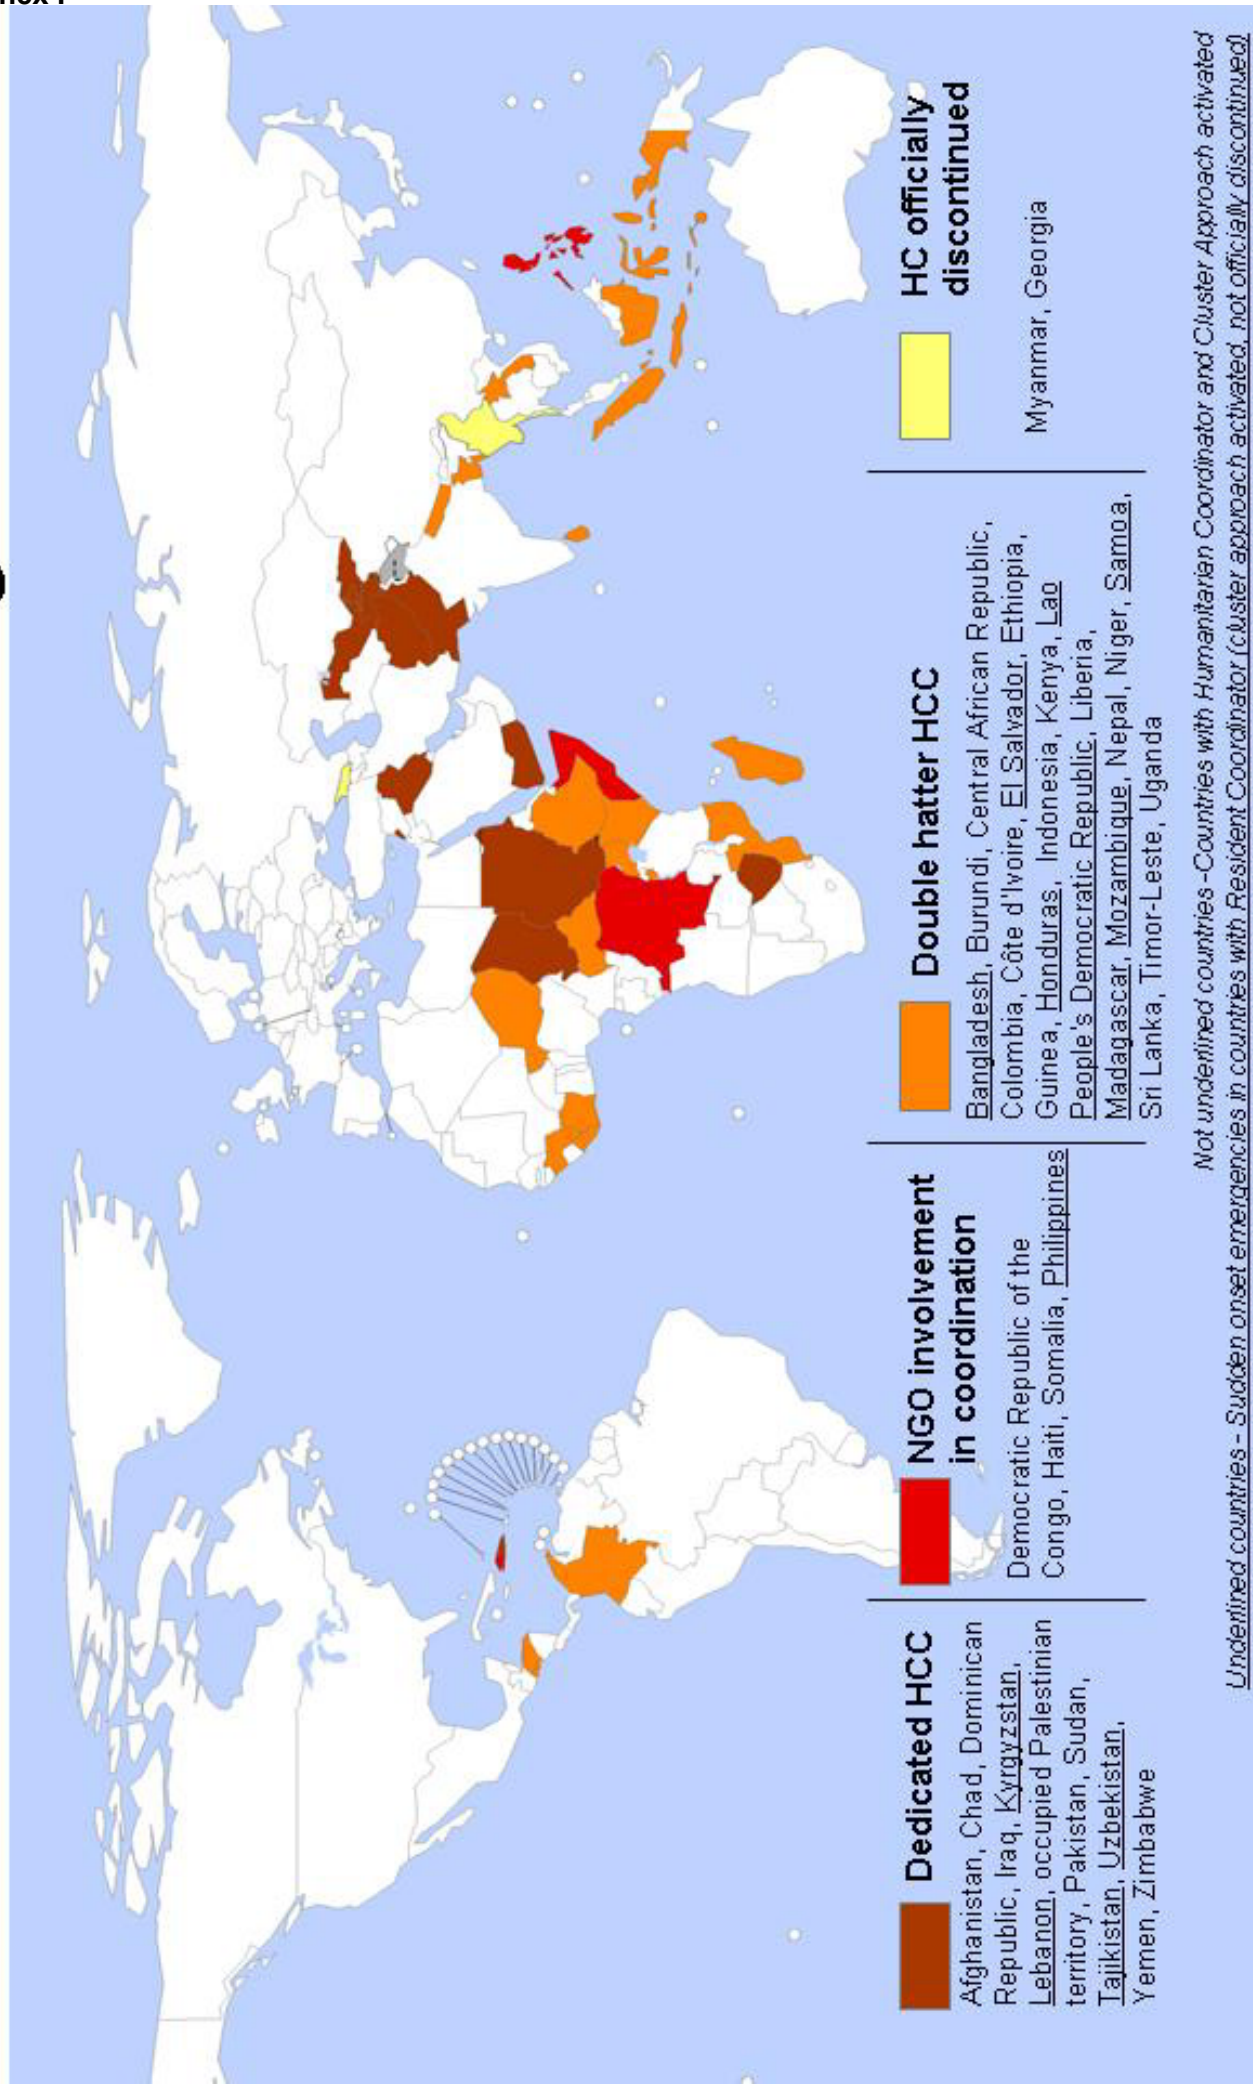 Dedicated HCC
Afghanistan, Chad, Dominican
Republic, Iraq, Kyrgyzstan,
Lebanon, occupied Palestinian
territory, Pakistan, Sudan,
Tajikistan, Uzbekistan,
Yemen, Zimbabwe
NGO involvement
in coordination
Democratic Republic of the
Congo, Haiti, Somalia, Philippines
Double hatter HCC
Bangladesh, Burundi, Central African Republic,
Colombia, Côte d'Ivoire, El Salvador, Ethiopia,
Guinea, Honduras, Indonesia, Kenya, Lao
People's Democratic Republic, Liberia,
Madagascar, Mozambique, Nepal, Niger, Samoa,
Sri Lanka, Timor-Leste, Uganda
HC officially
discontinued
Myanmar, Georgia
Not underlined countries -Countries with Humanitarian Coordinator and Cluster Approach activated
Underlined countries - Sudden onset emergencies in countries with Resident Coordinator (cluster approach activated, not officially discontinued)